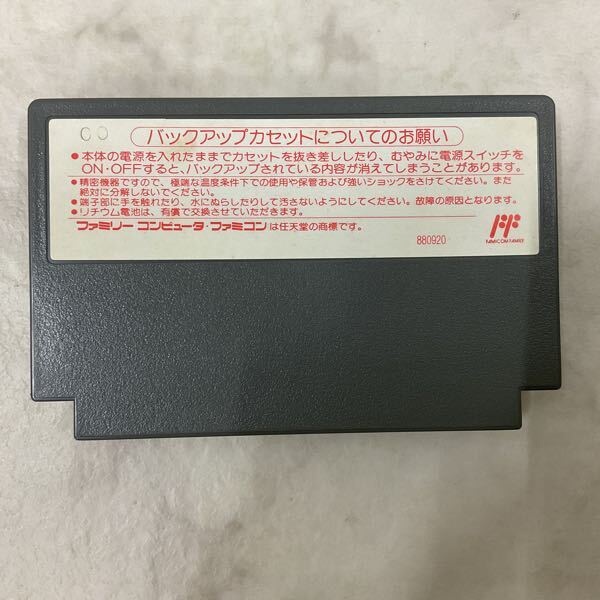 バックアップカセットについてのお願い
●本体の電源を入れたままでカセットを抜き差ししたり、むやみに電源スイッチを
ON・OFFすると、バックアップされている内容が消えてしまうことがあります。
●精密機器ですので、極端な温度条件下での使用や保管および強いショックをさけてください。また
絶対に分解しないでください。
●端子部に手を触れたり、水にぬらしたりして汚さないようにしてください。故障の原因となります。
●リチウム電池は、有償で交換させていただきます。
ファミリー コンピュータ・ファミコンは任天堂の商標です。
880920
FAMICOM FAMILY